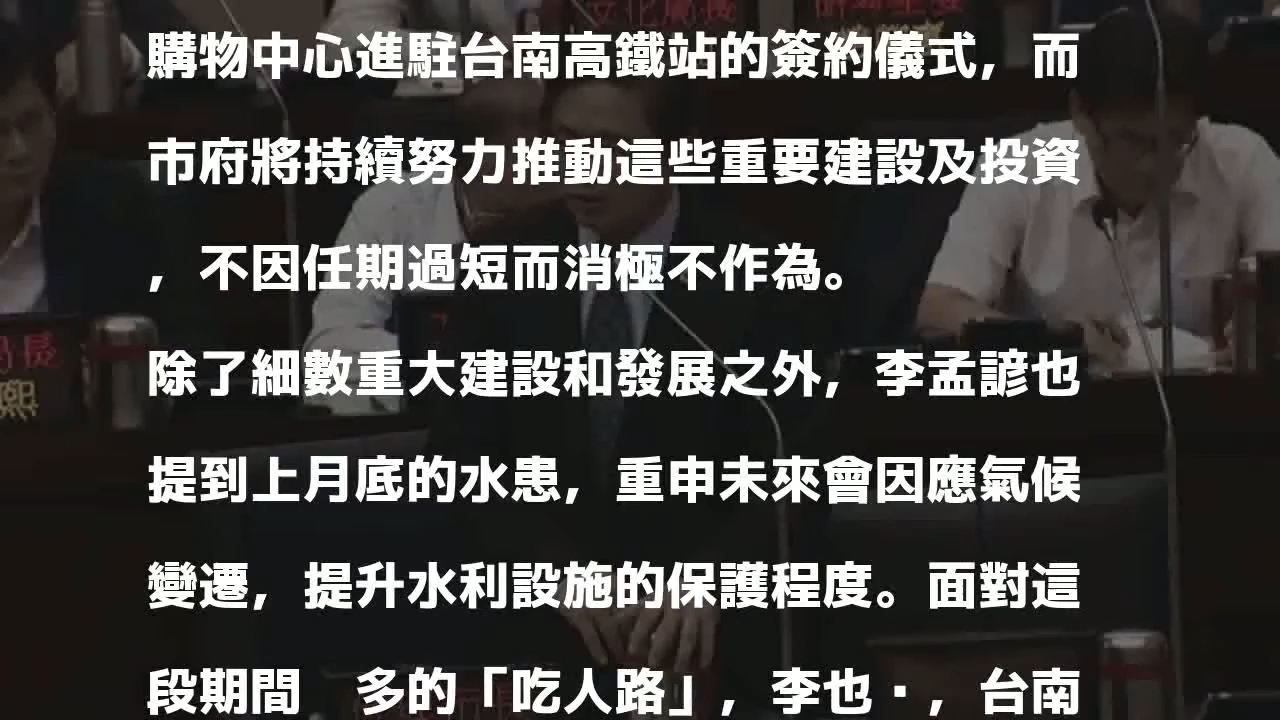 購物中心進駐台南高鐵站的簽約儀式，而
市府將持續努力推動這些重要建設及投資
，不因任期過短而消極不作為。
除了細數重大建設和發展之外，李孟諺也
提到上月底的水患，重申未來會因應氣候
變遷，提升水利設施的保護程度。面對這
段期間　多的「吃人路」，李也·，台南